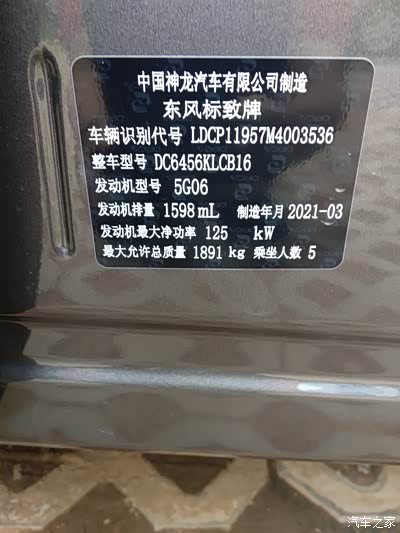 中国神龙汽车有限公司制造
东风标致牌
车辆识别代号 LDCP11957M4003536
整车型号 DC6456KLCB16
发动机型号 5G06
发动机排量 1598 mL 制造年月 2021-03
发动机最大净功率 125 kW
最大允许总质量 1891 kg 乘坐人数 5
汽车之家